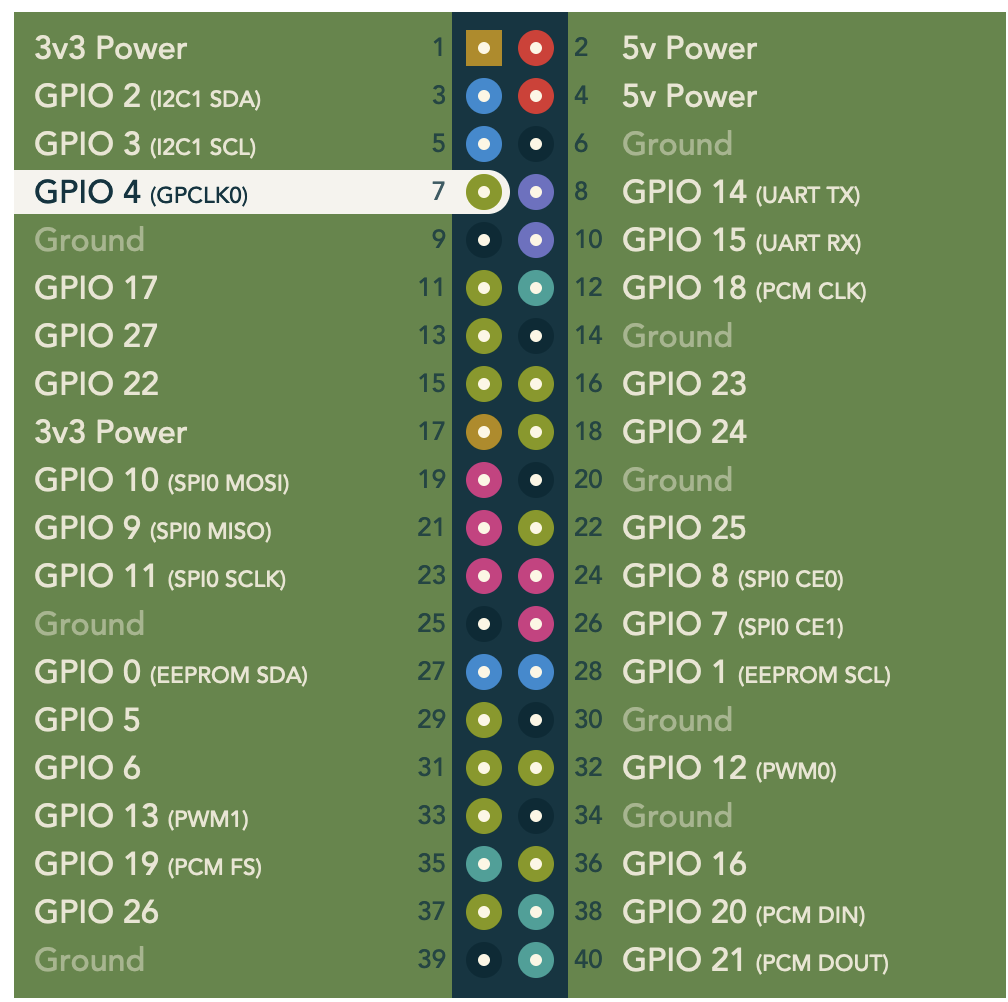 3v3 Power 1 2 5v Power
GPIO 2 (I2C1 SDA) 3 4 5v Power
GPIO 3 (I2C1 SCL) 5 6 Ground
GPIO 4 (GPCLK0) 7 8 GPIO 14 (UART TX)
Ground 9 10 GPIO 15 (UART RX)
GPIO 17 11 12 GPIO 18 (PCM CLK)
GPIO 27 13 14 Ground
GPIO 22 15 16 GPIO 23
3v3 Power 17 18 GPIO 24
GPIO 10 (SPI0 MOSI) 19 20 Ground
GPIO 9 (SPI0 MISO) 21 22 GPIO 25
GPIO 11 (SPI0 SCLK) 23 24 GPIO 8 (SPI0 CE0)
Ground 25 26 GPIO 7 (SPI0 CE1)
GPIO 0 (EEPROM SDA) 27 28 GPIO 1 (EEPROM SCL)
GPIO 5 29 30 Ground
GPIO 6 31 32 GPIO 12 (PWM0)
GPIO 13 (PWM1) 33 34 Ground
GPIO 19 (PCM FS) 35 36 GPIO 16
GPIO 26 37 38 GPIO 20 (PCM DIN)
Ground 39 40 GPIO 21 (PCM DOUT)